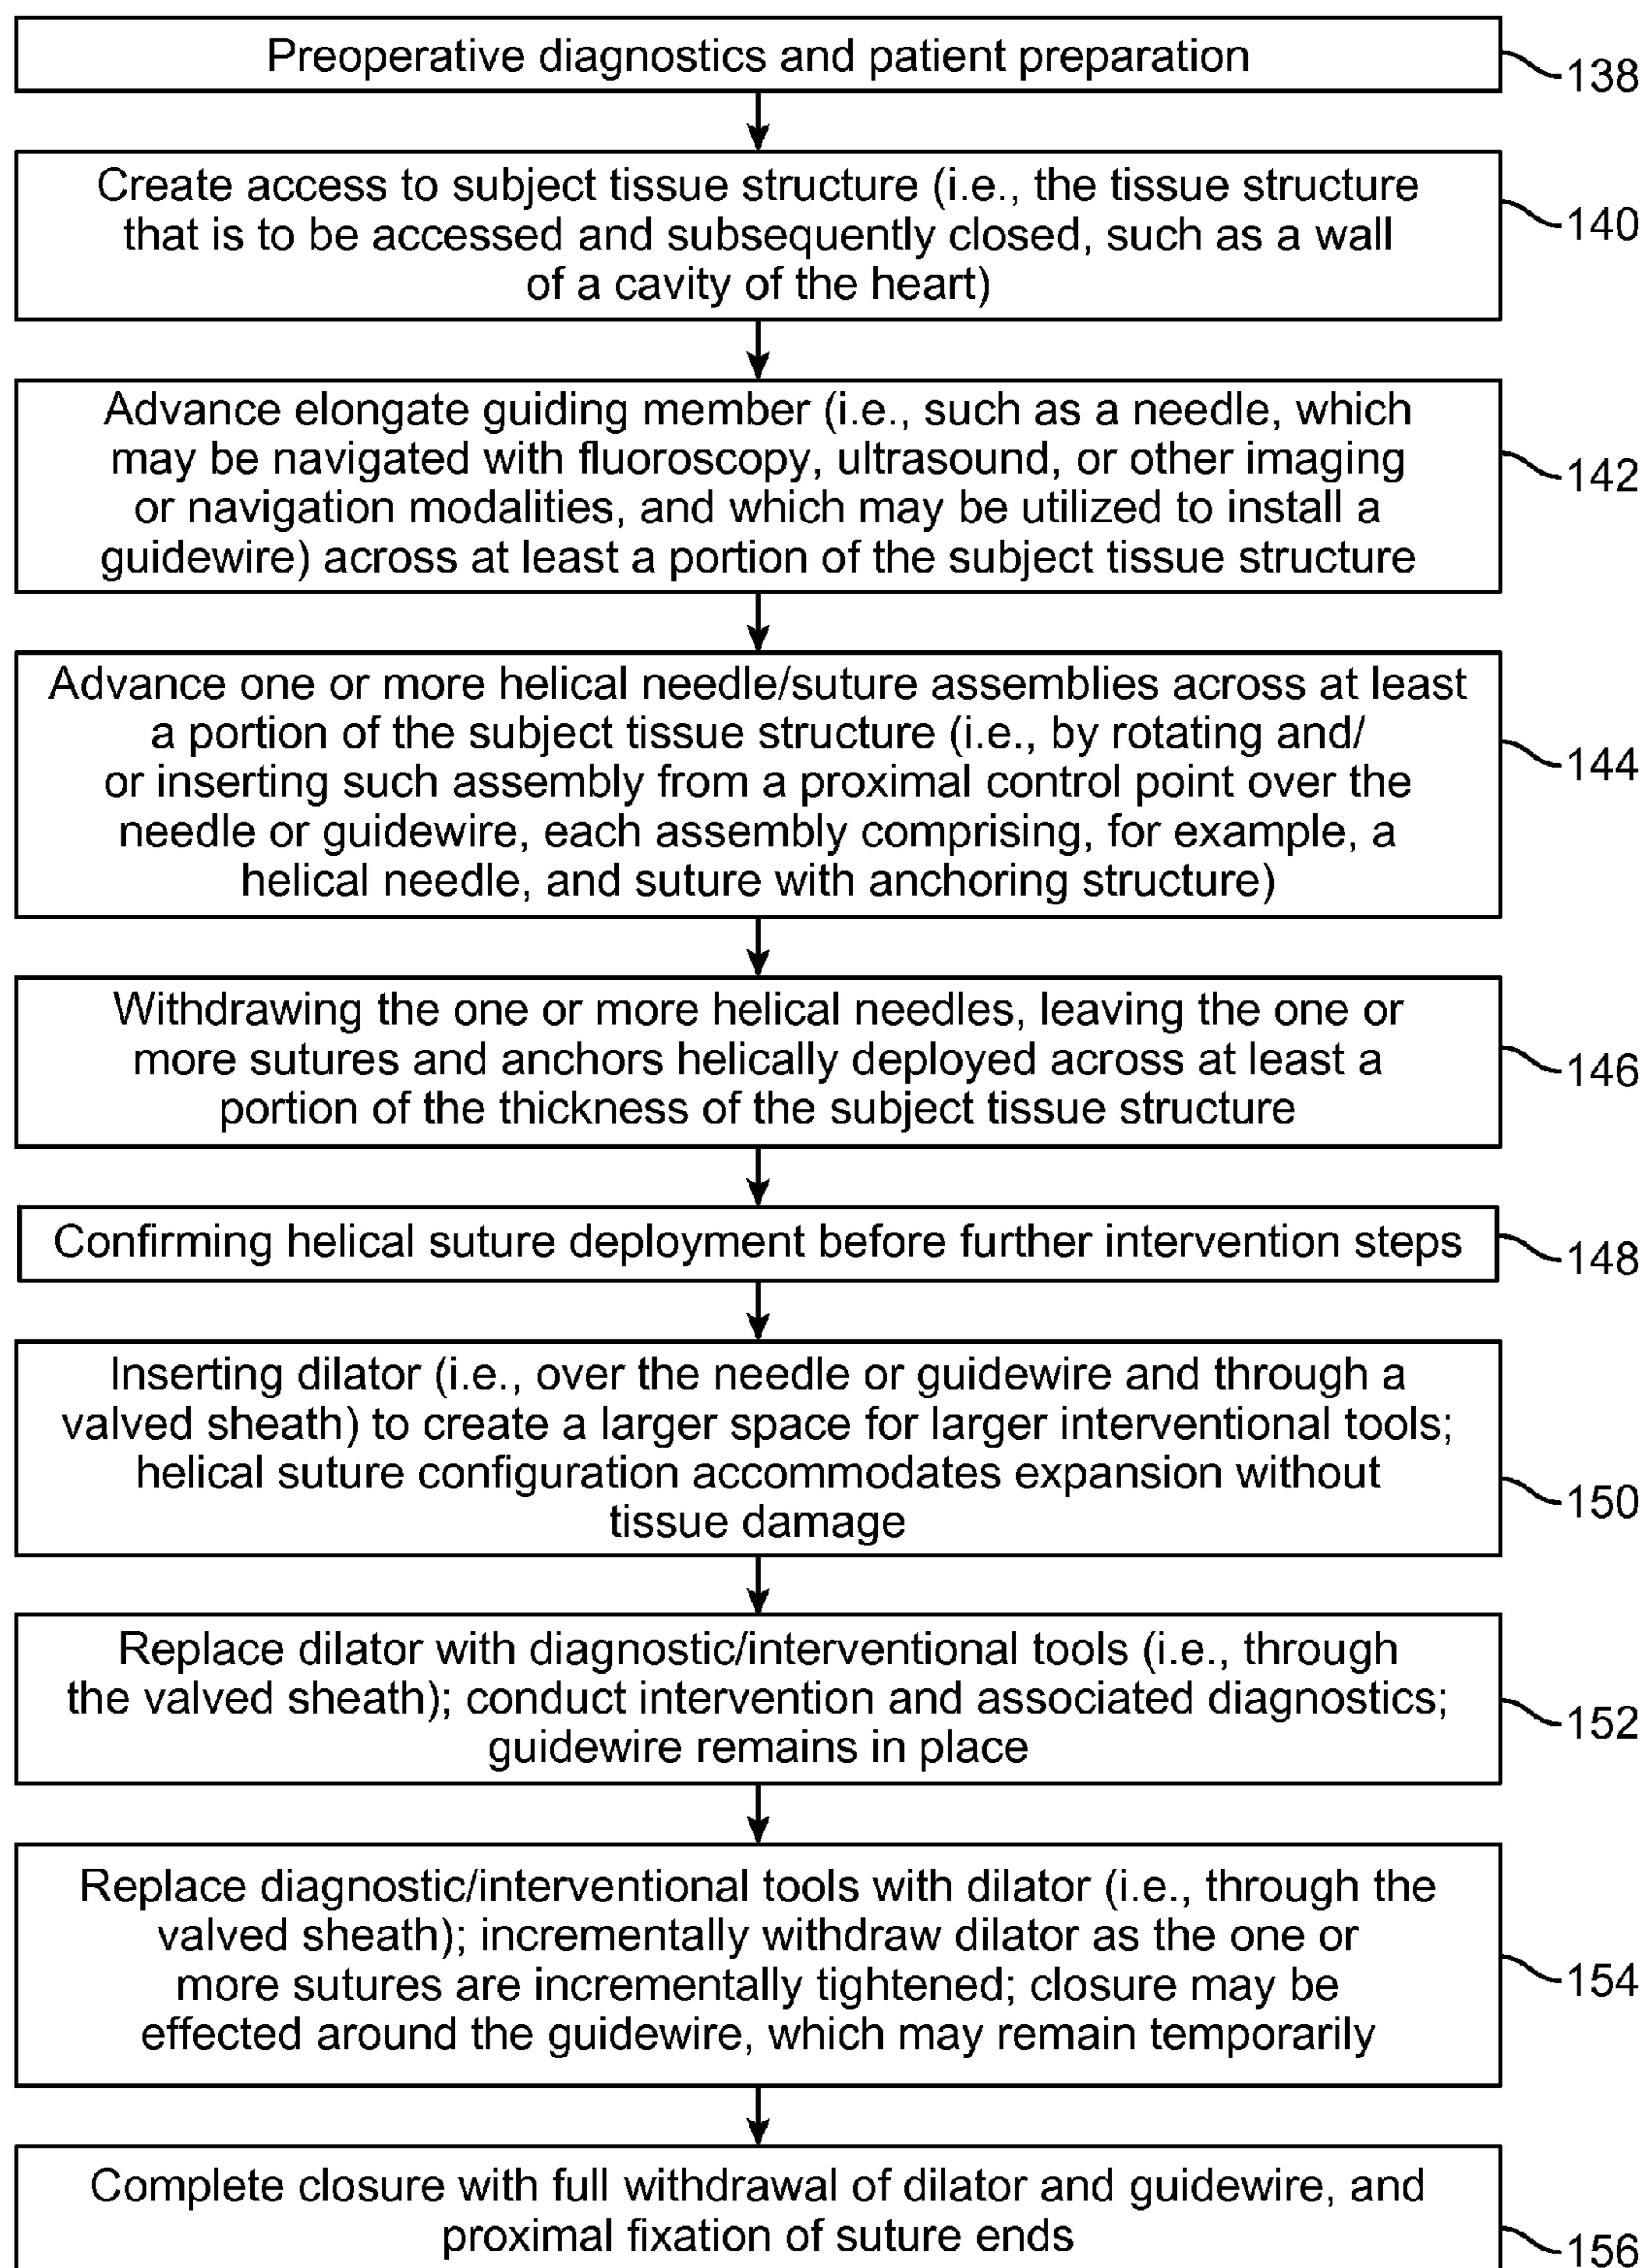 Preoperative diagnostics and patient preparation
138
Create access to subject tissue structure (i.e., the tissue structure
that is to be accessed and subsequently closed, such as a wall
of a cavity of the heart)
140
Advance elongate guiding member (i.e., such as a needle, which
may be navigated with fluoroscopy, ultrasound, or other imaging
or navigation modalities, and which may be utilized to install a
guidewire) across at least a portion of the subject tissue structure
142
Advance one or more helical needle/suture assemblies across at least
a portion of the subject tissue structure (i.e., by rotating and/
or inserting such assembly from a proximal control point over the
needle or guidewire, each assembly comprising, for example, a
helical needle, and suture with anchoring structure)
144
Withdrawing the one or more helical needles, leaving the one or
more sutures and anchors helically deployed across at least a
portion of the thickness of the subject tissue structure
146
Confirming helical suture deployment before further intervention steps
148
Inserting dilator (i.e., over the needle or guidewire and through a
valved sheath) to create a larger space for larger interventional tools;
helical suture configuration accommodates expansion without
tissue damage
150
Replace dilator with diagnostic/interventional tools (i.e., through
the valved sheath); conduct intervention and associated diagnostics;
guidewire remains in place
152
Replace diagnostic/interventional tools with dilator (i.e., through the
valved sheath); incrementally withdraw dilator as the one or
more sutures are incrementally tightened; closure may be
effected around the guidewire, which may remain temporarily
154
Complete closure with full withdrawal of dilator and guidewire, and
proximal fixation of suture ends
156